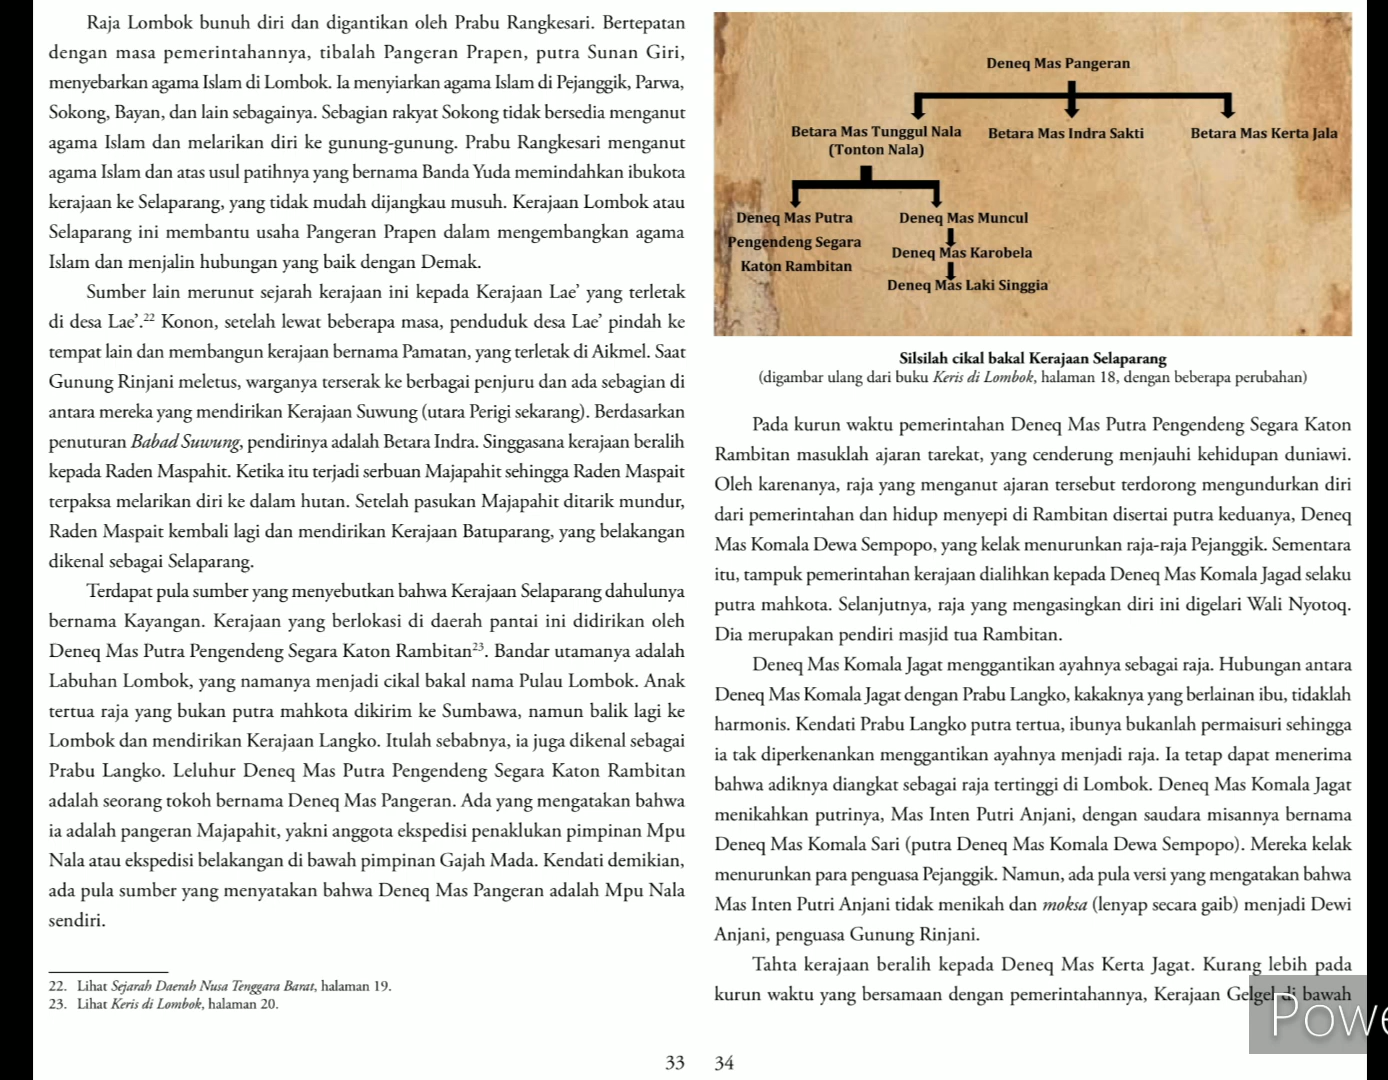 Raja Lombok bunuh diri dan digantikan oleh Prabu Rangkesari. Bertepatan
dengan masa pemerintahannya, tibalah Pangeran Prapen, putra Sunan Giri,
menyebarkan agama Islam di Lombok. Ia menyiarkan agama Islam di Pejanggik, Parwa,
Sokong, Bayan, dan lain sebagainya. Sebagian rakyat Sokong tidak bersedia menganut
agama Islam dan melarikan diri ke gunung-gunung. Prabu Rangkesari menganut
agama Islam dan atas usul patihnya yang bernama Banda Yuda memindahkan ibukota
kerajaan ke Selaparang, yang tidak mudah dijangkau musuh. Kerajaan Lombok atau
Selaparang ini membantu usaha Pangeran Prapen dalam mengembangkan agama
Islam dan menjalin hubungan yang baik dengan Demak.
Sumber lain merunut sejarah kerajaan ini kepada Kerajaan Lae’ yang terletak
di desa Lae’.22 Konon, setelah lewat beberapa masa, penduduk desa Lae’ pindah ke
tempat lain dan membangun kerajaan bernama Pamatan, yang terletak di Aikmel. Saat
Gunung Rinjani meletus, warganya terserak ke berbagai penjuru dan ada sebagian di
antara mereka yang mendirikan Kerajaan Suwung (utara Perigi sekarang). Berdasarkan
penuturan Babad Suwung, pendirinya adalah Betara Indra. Singgasana kerajaan beralih
kepada Raden Maspahit. Ketika itu terjadi serbuan Majapahit sehingga Raden Maspait
terpaksa melarikan diri ke dalam hutan. Setelah pasukan Majapahit ditarik mundur,
Raden Maspait kembali lagi dan mendirikan Kerajaan Batuparang, yang belakangan
dikenal sebagai Selaparang.
Terdapat pula sumber yang menyebutkan bahwa Kerajaan Selaparang dahulunya
bernama Kayangan. Kerajaan yang berlokasi di daerah pantai ini didirikan oleh
Deneq Mas Putra Pengendeng Segara Katon Rambitan23. Bandar utamanya adalah
Labuhan Lombok, yang namanya menjadi cikal bakal nama Pulau Lombok. Anak
tertua raja yang bukan putra mahkota dikirim ke Sumbawa, namun balik lagi ke
Lombok dan mendirikan Kerajaan Langko. Itulah sebabnya, ia juga dikenal sebagai
Prabu Langko. Leluhur Deneq Mas Putra Pengendeng Segara Katon Rambitan
adalah seorang tokoh bernama Deneq Mas Pangeran. Ada yang mengatakan bahwa
ia adalah pangeran Majapahit, yakni anggota ekspedisi penaklukan pimpinan Mpu
Nala atau ekspedisi belakangan di bawah pimpinan Gajah Mada. Kendati demikian,
ada pula sumber yang menyatakan bahwa Deneq Mas Pangeran adalah Mpu Nala
sendiri.
22. Lihat Sejarah Daerah Nusa Tenggara Barat, halaman 19.
23. Lihat Keris di Lombok, halaman 20.
33
Deneq Mas Pangeran
Betara Mas Tunggul Nala
(Tonton Nala)
Betara Mas Indra Sakti
Betara Mas Kerta Jala
Deneq Mas Putra
Pengendeng Segara
Katon Rambitan
Deneq Mas Muncul
Deneq Mas Karobela
Deneq Mas Laki Singgia
Silsilah cikal bakal Kerajaan Selaparang
(digambar ulang dari buku Keris di Lombok, halaman 18, dengan beberapa perubahan)
Pada kurun waktu pemerintahan Deneq Mas Putra Pengendeng Segara Katon
Rambitan masuklah ajaran tarekat, yang cenderung menjauhi kehidupan duniawi.
Oleh karenanya, raja yang menganut ajaran tersebut terdorong mengundurkan diri
dari pemerintahan dan hidup menyepi di Rambitan disertai putra keduanya, Deneq
Mas Komala Dewa Sempopo, yang kelak menurunkan raja-raja Pejanggik. Sementara
itu, tampuk pemerintahan kerajaan dialihkan kepada Deneq Mas Komala Jagad selaku
putra mahkota. Selanjutnya, raja yang mengasingkan diri ini digelari Wali Nyotoq.
Dia merupakan pendiri masjid tua Rambitan.
Deneq Mas Komala Jagat menggantikan ayahnya sebagai raja. Hubungan antara
Deneq Mas Komala Jagat dengan Prabu Langko, kakaknya yang berlainan ibu, tidaklah
harmonis. Kendati Prabu Langko putra tertua, ibunya bukanlah permaisuri sehingga
ia tak diperkenankan menggantikan ayahnya menjadi raja. Ia tetap dapat menerima
bahwa adiknya diangkat sebagai raja tertinggi di Lombok. Deneq Mas Komala Jagat
menikahkan putrinya, Mas Inten Putri Anjani, dengan saudara misannya bernama
Deneq Mas Komala Sari (putra Deneq Mas Komala Dewa Sempopo). Mereka kelak
menurunkan para penguasa Pejanggik. Namun, ada pula versi yang mengatakan bahwa
Mas Inten Putri Anjani tidak menikah dan moksa (lenyap secara gaib) menjadi Dewi
Anjani, penguasa Gunung Rinjani.
Tahta kerajaan beralih kepada Deneq Mas Kerta Jagat. Kurang lebih pada
kurun waktu yang bersamaan dengan pemerintahannya, Kerajaan Gelgel di bawah
34
Powe